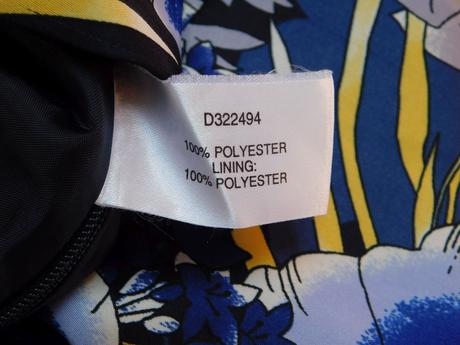 D322494
100% POLYESTER
LINING:
100% POLYESTER